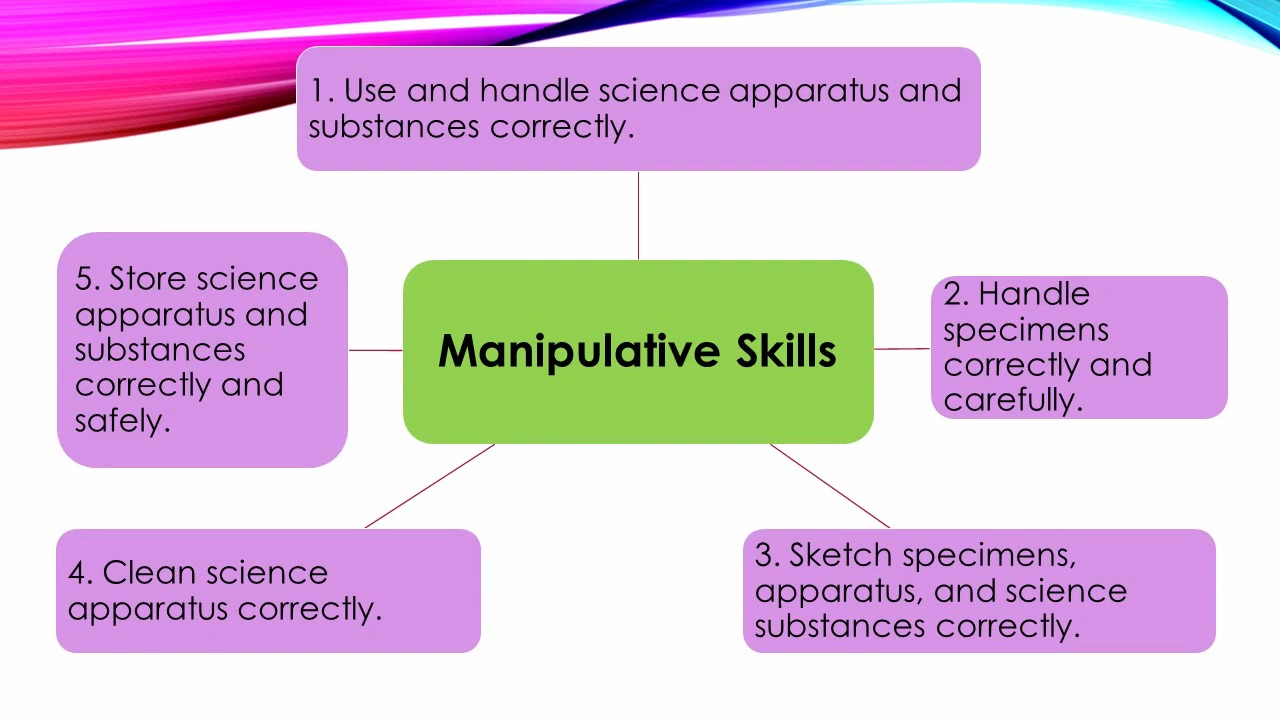 1. Use and handle science apparatus and
substances correctly.
Manipulative Skills
2. Handle
specimens
correctly and
carefully.
3. Sketch specimens,
apparatus, and science
substances correctly.
4. Clean science
apparatus correctly.
5. Store science
apparatus and
substances
correctly and
safely.